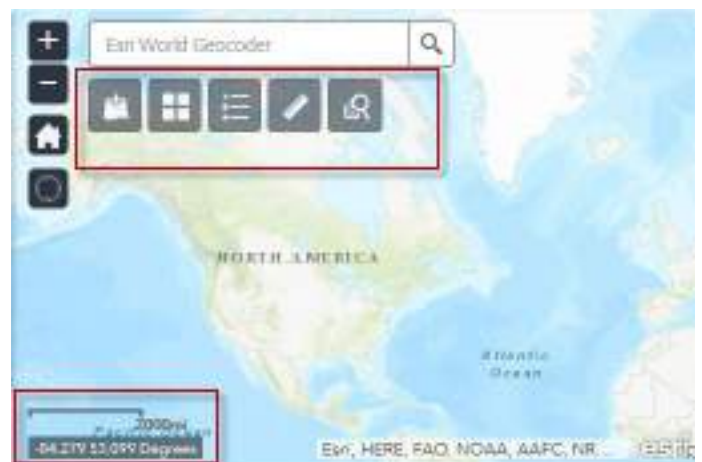 Esri World Geocoder
NORTH AMERICA
Atlantic
Ocean
2000mi
-84.279 53.099 Degrees
Esri, HERE, FAO, NOAA, AAFC, NR